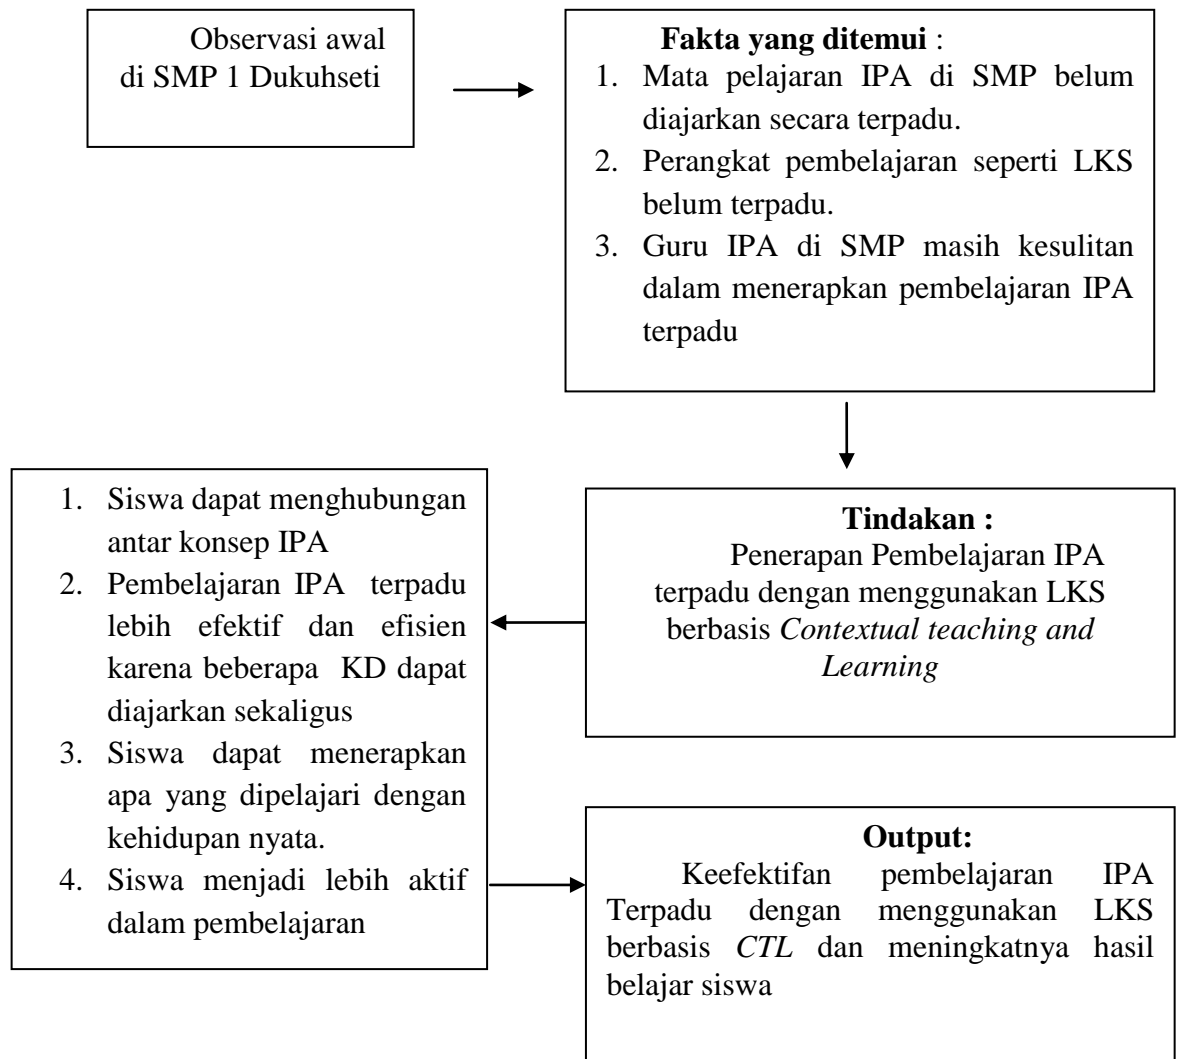 Observasi awal
di SMP 1 Dukuhseti
Fakta yang ditemui :
1. Mata pelajaran IPA di SMP belum
diajarkan secara terpadu.
2. Perangkat pembelajaran seperti LKS
belum terpadu.
3. Guru IPA di SMP masih kesulitan
dalam menerapkan pembelajaran IPA
terpadu
Tindakan :
Penerapan Pembelajaran IPA
terpadu dengan menggunakan LKS
berbasis Contextual teaching and
Learning
1. Siswa dapat menghubungan
antar konsep IPA
2. Pembelajaran IPA terpadu
lebih efektif dan efisien
karena beberapa KD dapat
diajarkan sekaligus
3. Siswa dapat menerapkan
apa yang dipelajari dengan
kehidupan nyata.
4. Siswa menjadi lebih aktif
dalam pembelajaran
Output:
Keefektifan pembelajaran IPA
Terpadu dengan menggunakan LKS
berbasis CTL dan meningkatnya hasil
belajar siswa